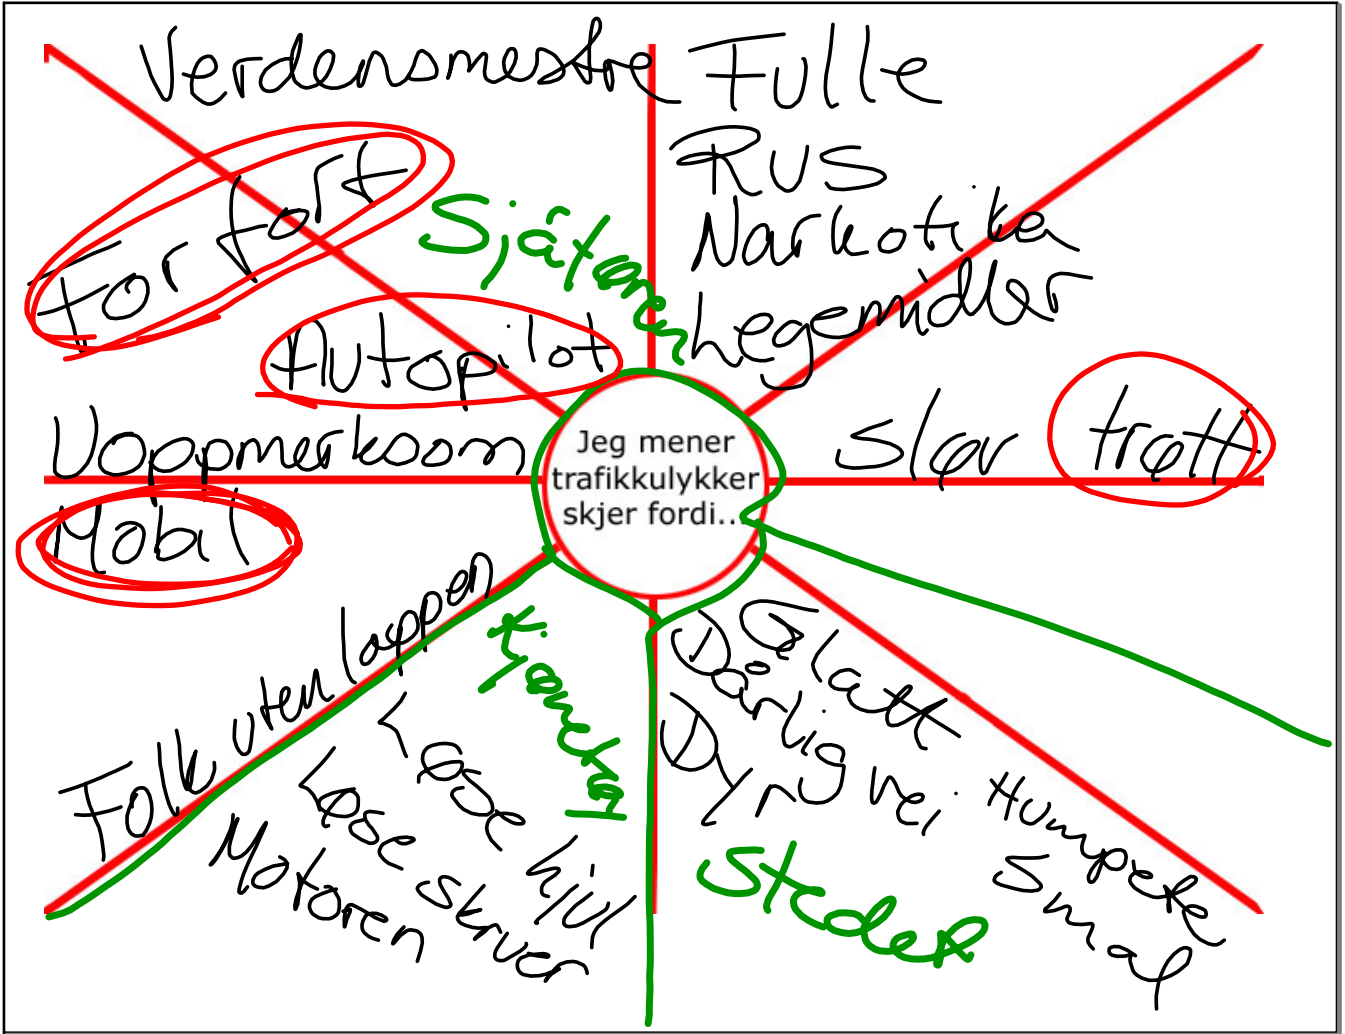 Verdensmestre
Fulle
Rus
Narkotika
Legemidler
For fort
Sjåføren
Autopilot
Uoppmerksom
Mobil
Sløv trøtt
Jeg mener
trafikkulykker
skjer fordi...
Folk uten lappen
Kjøretøy
Løse hjul
Løse skruer
Motoren
Glatt
Dårlig vei
Dyr
Humpete
Smal
Stedet